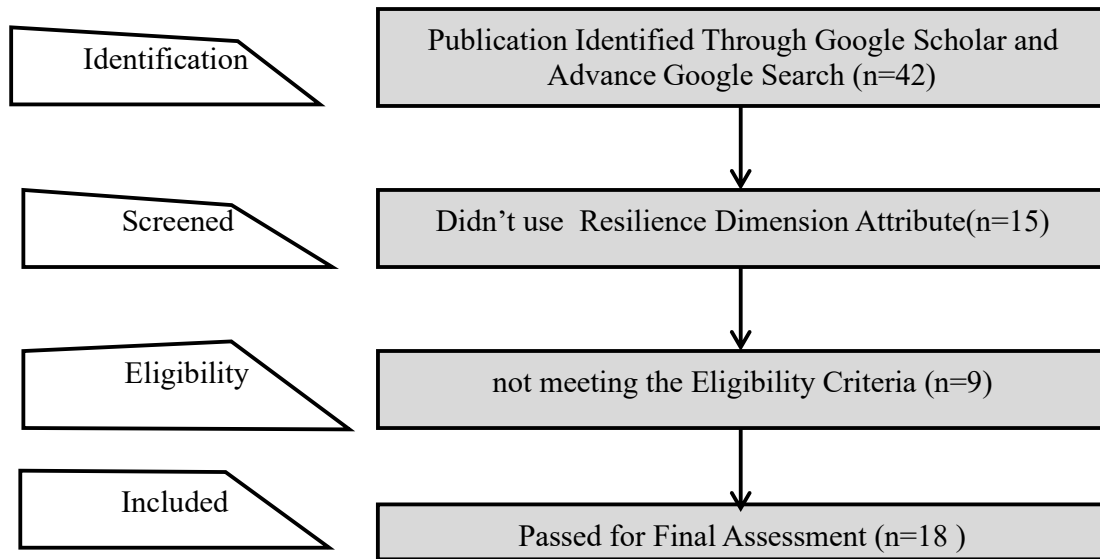 Identification
Publication Identified Through Google Scholar and
Advance Google Search (n=42)
Screened
Didn’t use  Resilience Dimension Attribute(n=15)
Eligibility
not meeting the Eligibility Criteria (n=9)
Included
Passed for Final Assessment (n=18 )